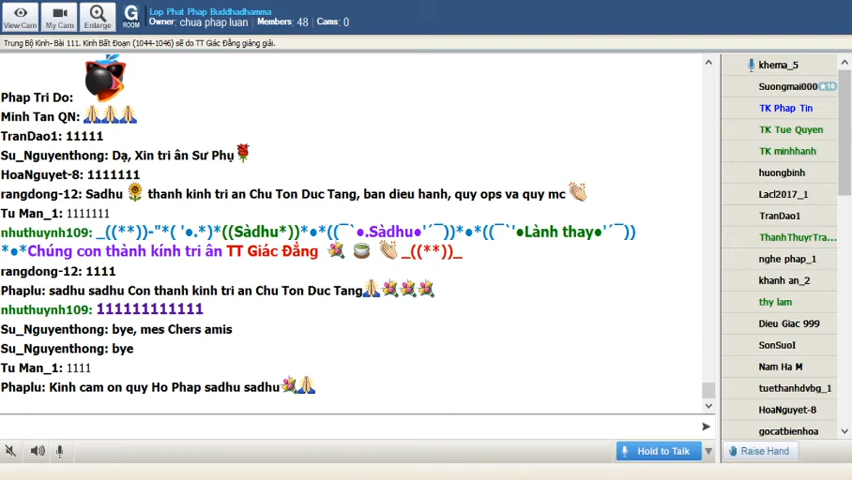 View Cam
My Cam
Enlarge
G
ROOM
Lop Phat Phap Buddhadhamma
Owner: chua phap luan Members: 48 Cams: 0
Trung Bộ Kinh- Bài 111. Kinh Bất Đoạn (1044-1046) sẽ do TT Giác Đẳng giảng giải.
Phap Tri Do:
Minh Tan QN:
TranDao1: 11111
Su_Nguyenthong: Dạ, Xin tri ân Sư Phụ
HoaNguyet-8: 1111111
rangdong-12: Sadhu thanh kinh tri an Chu Ton Duc Tang, ban dieu hanh, quy ops va quy mc
Tu Man_1: 1111111
nhuthuynh109: _((**))-"*( '●.*)*((Sàdhu*))*●*((¯`●.Sàdhu●'´¯))*●*((¯`'●Lành thay●'´¯))
*●*Chúng con thành kính tri ân TT Giác Đẳng _((**))_
rangdong-12: 1111
Phaplu: sadhu sadhu Con thanh kinh tri an Chu Ton Duc Tang
nhuthuynh109: 111111111111
Su_Nguyenthong: bye, mes Chers amis
Su_Nguyenthong: bye
Tu Man_1: 1111
Phaplu: Kinh cam on quy Ho Phap sadhu sadhu
khema_5
Suongmai000 10
TK Phap Tin
TK Tue Quyen
TK minhhanh
huongbinh
Lacl2017_1
TranDao1
ThanhThuyrTra...
nghe phap_1
khanh an_2
thy lam
Dieu Giac 999
SonSuoI
Nam Ha M
tuethanhdvbg_1
HoaNguyet-8
gocatbienhoa
Hold to Talk
Raise Hand